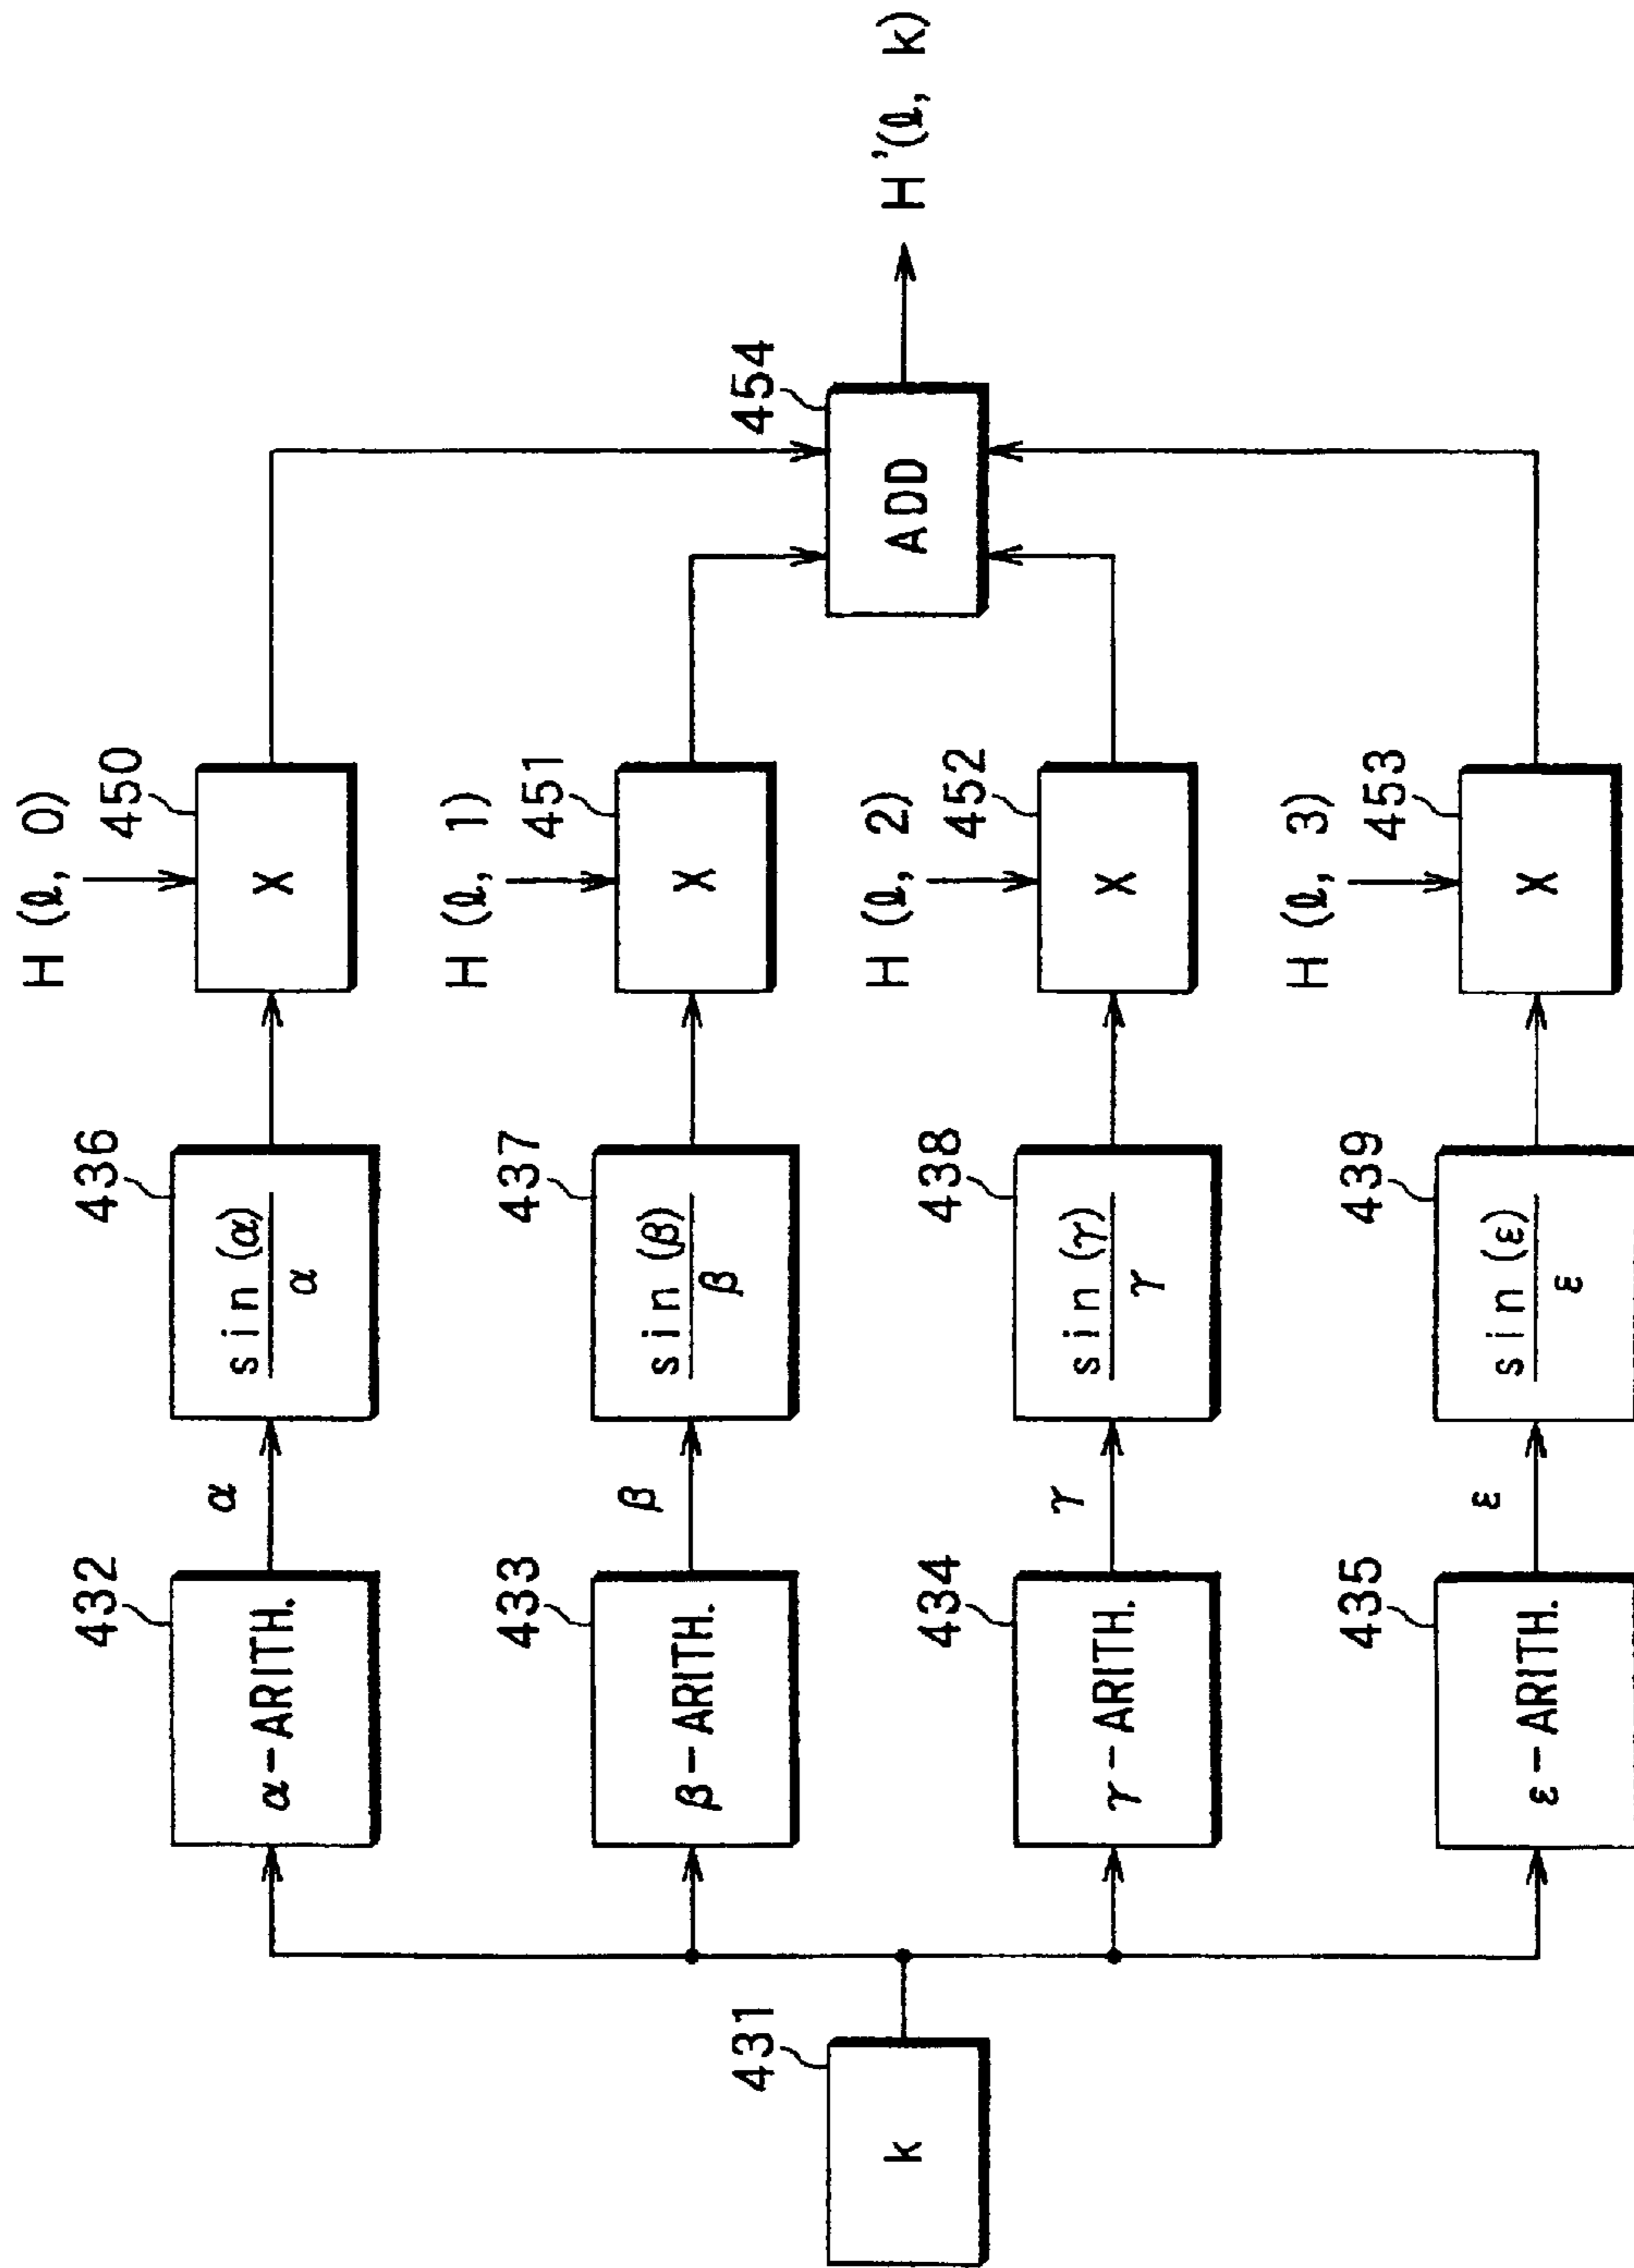 431
k
432
α-ARITH.
α
436
sin (α)
α
H (ℓ, 0)
450
X
433
β-ARITH.
β
437
sin (β)
β
H (ℓ, 1)
451
X
434
γ-ARITH.
γ
438
sin (γ)
γ
H (ℓ, 2)
452
X
435
ε-ARITH.
ε
439
sin (ε)
ε
H (ℓ, 3)
453
X
454
ADD
H'(ℓ, k)